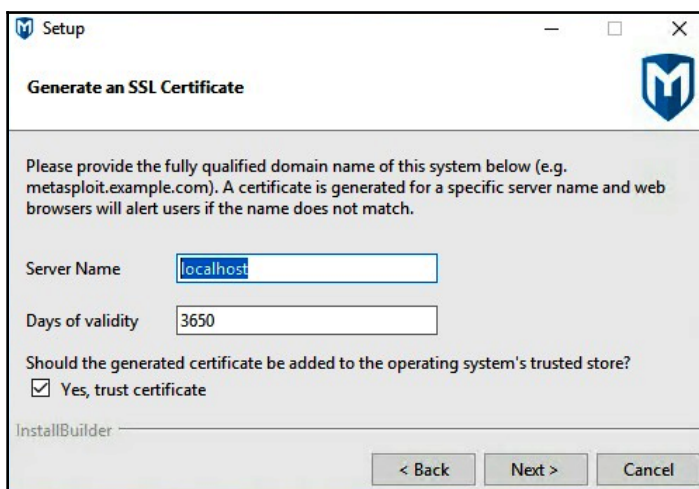 Setup
Generate an SSL Certificate
Please provide the fully qualified domain name of this system below (e.g.
metasploit.example.com). A certificate is generated for a specific server name and web
browsers will alert users if the name does not match.
Server Name localhost
Days of validity 3650
Should the generated certificate be added to the operating system's trusted store?
Yes, trust certificate
InstallBuilder
< Back Next > Cancel